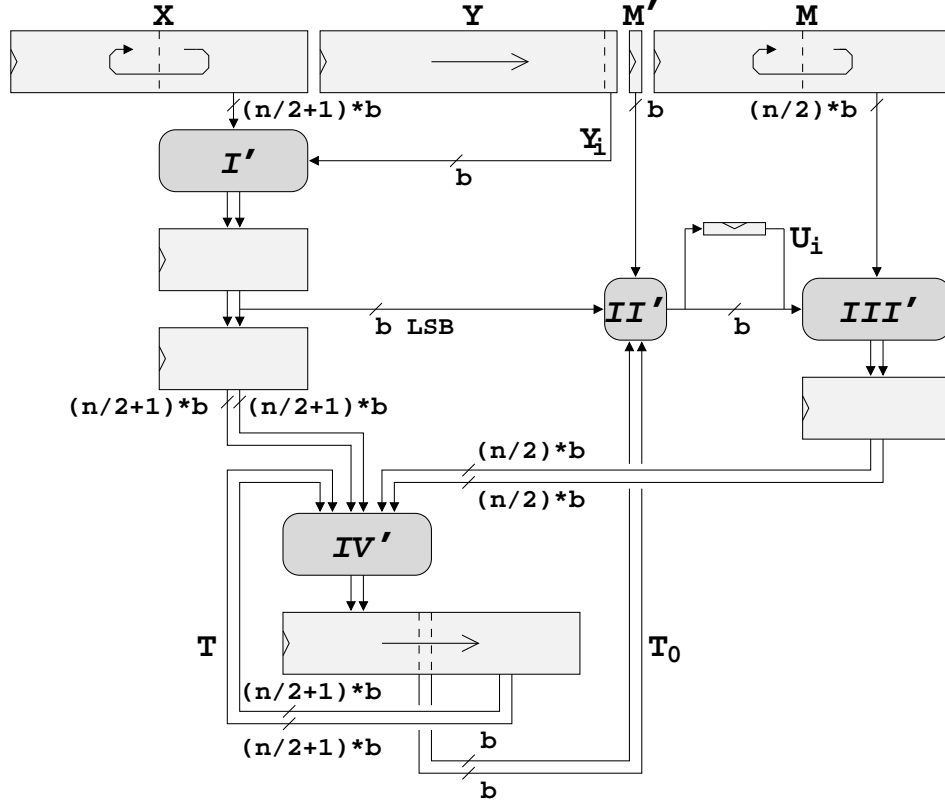 X Y M′ M
(n/2+1)*b b (n/2)*b
I′ Yi
b
Ui
II′ III′
b LSB b
(n/2+1)*b (n/2+1)*b
(n/2)*b
(n/2)*b
IV′
T T0
(n/2+1)*b
(n/2+1)*b b
b